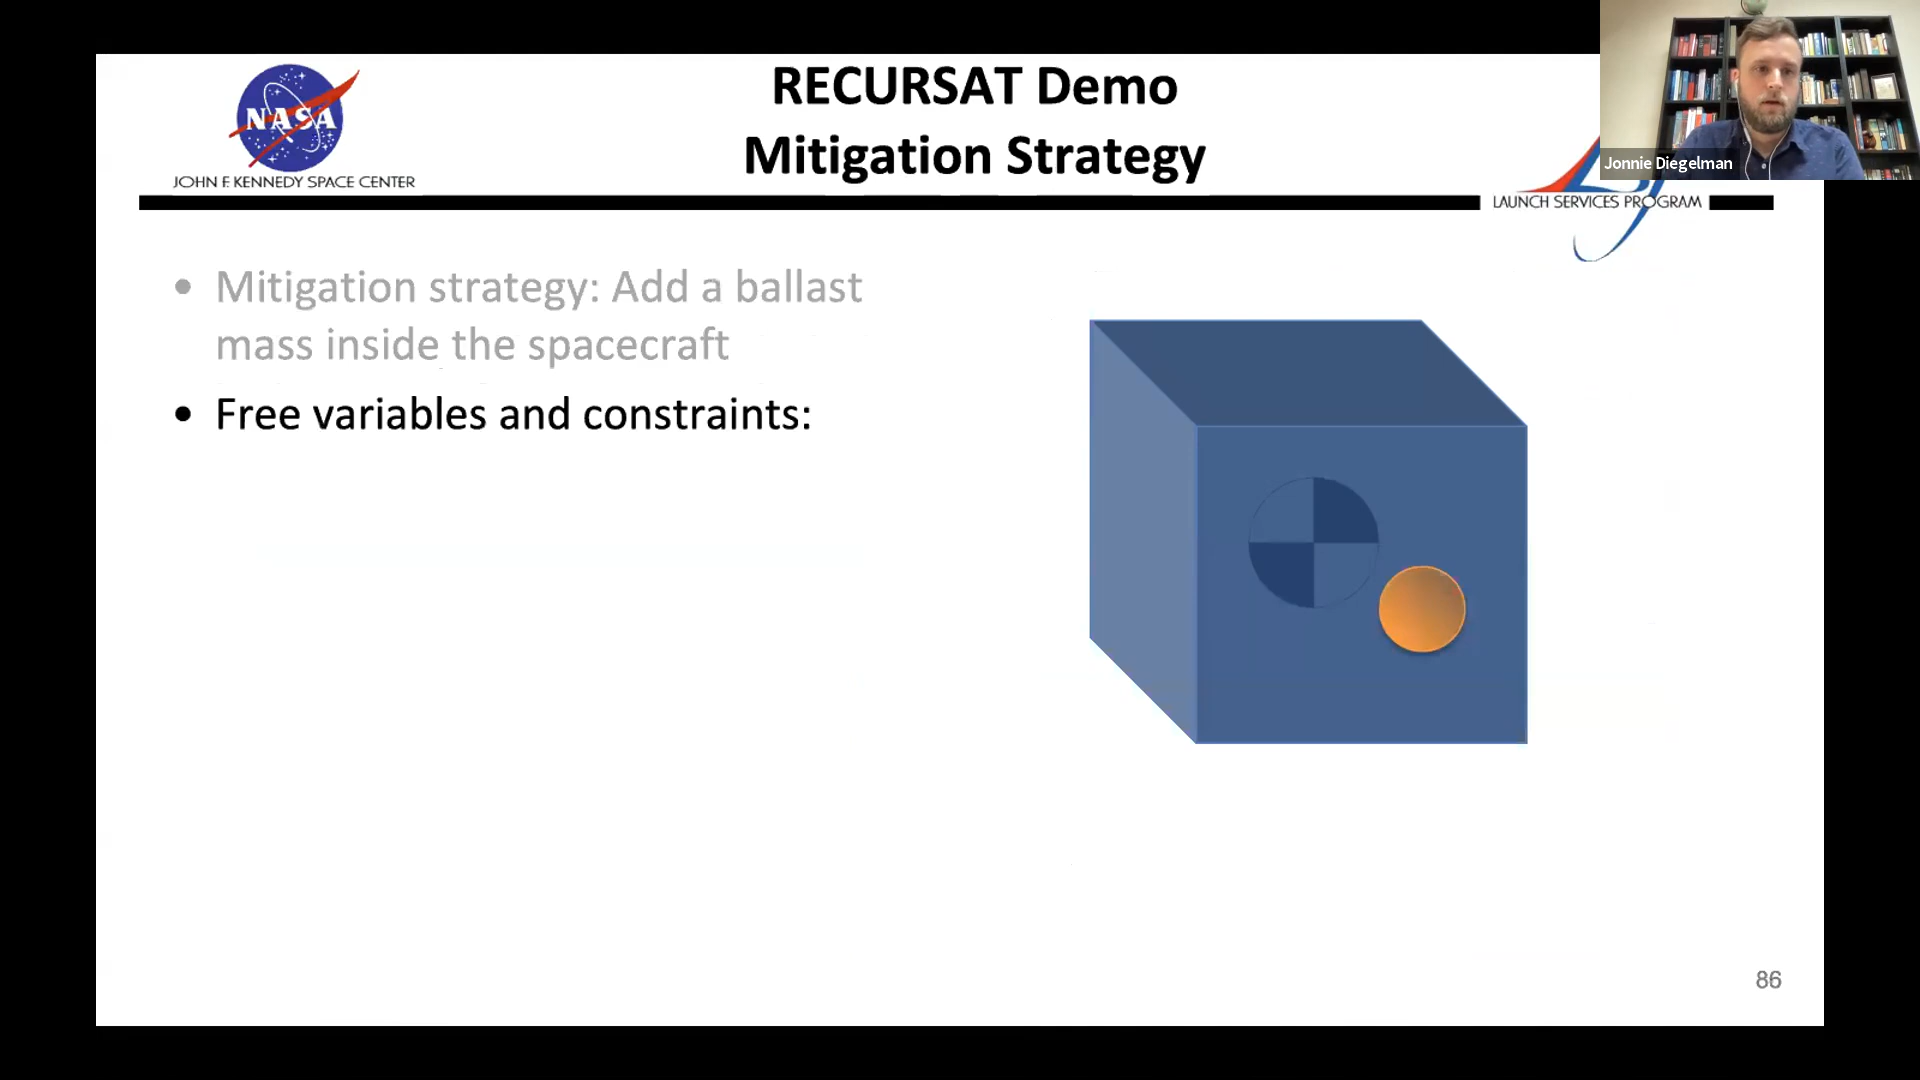 RECURSAT Demo
Mitigation Strategy
NASA
JOHN F. KENNEDY SPACE CENTER
Jonnie Diegelman
LAUNCH SERVICES PROGRAM
• Mitigation strategy: Add a ballast
mass inside the spacecraft
• Free variables and constraints:
86